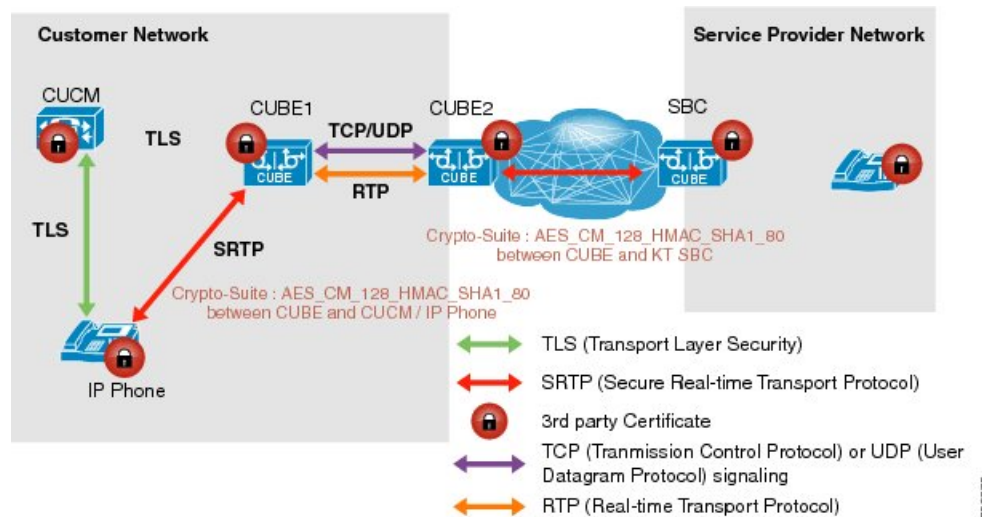 Customer Network
Service Provider Network
CUCM
TLS
CUBE1
TCP/UDP
RTP
CUBE2
SBC
CUBE
CUBE
CUBE
TLS
SRTP
Crypto-Suite : AES_CM_128_HMAC_SHA1_80
between CUBE and KT SBC
Crypto-Suite : AES_CM_128_HMAC_SHA1_80
between CUBE and CUCM / IP Phone
IP Phone
TLS (Transport Layer Security)
SRTP (Secure Real-time Transport Protocol)
3rd party Certificate
TCP (Tranmission Control Protocol) or UDP (User
Datagram Protocol) signaling
RTP (Real-time Transport Protocol)